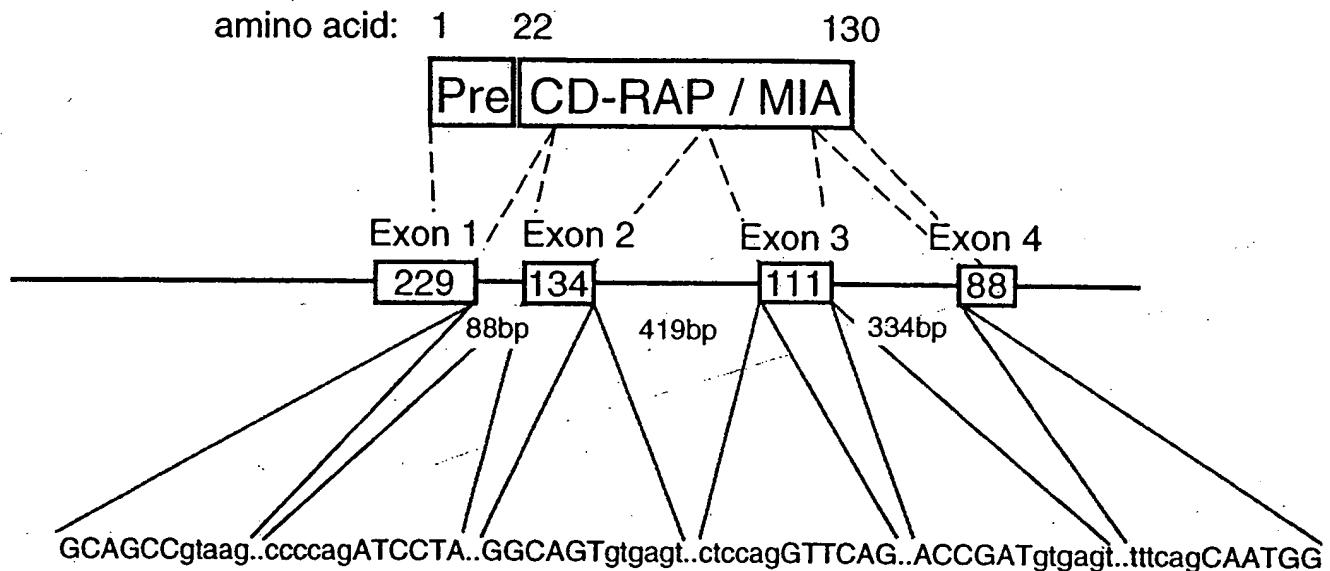 amino acid: 1 22 130
Pre CD-RAP / MIA
Exon 1 Exon 2 Exon 3 Exon 4
229 134 111 88
88bp 419bp 334bp
GCAGCCgtaag..ccccagATCCTA..GGCAGTgtgagt..ctccagGTTCAG..ACCGATgtgagt..tttcagCAATGG